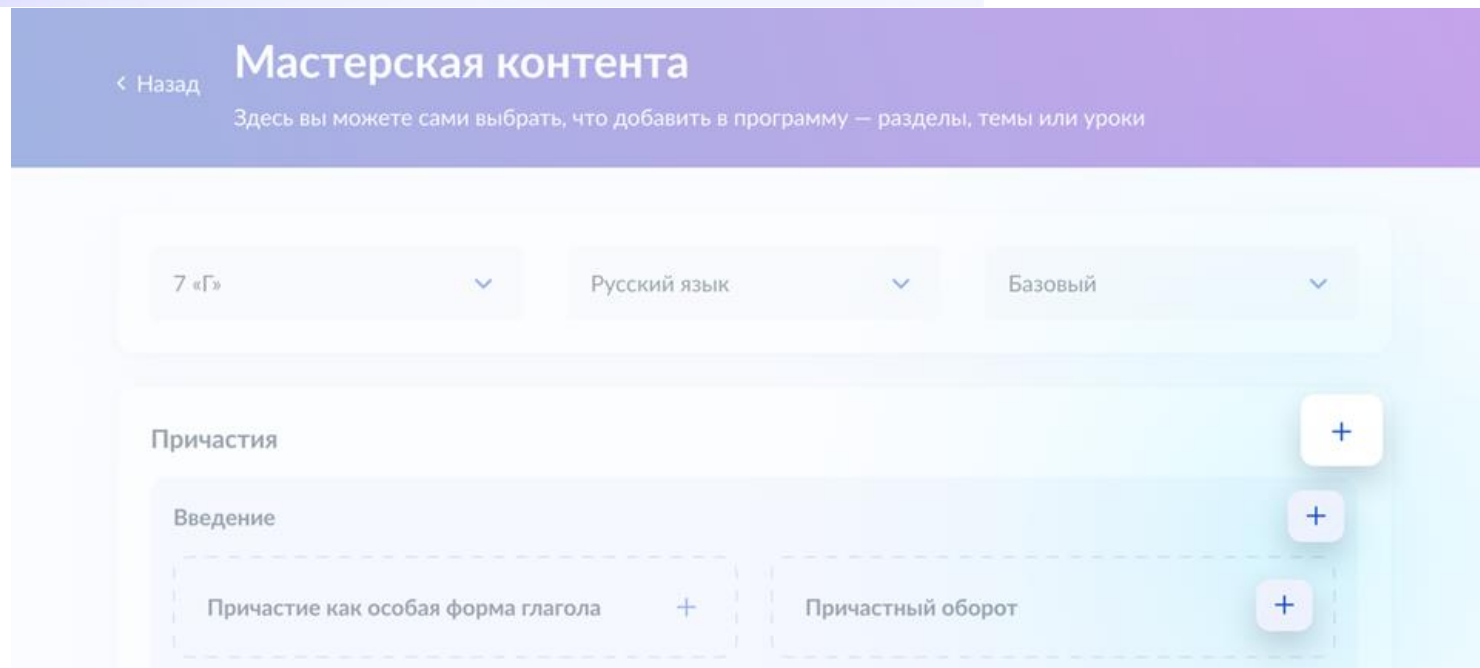 Назад
Мастерская контента
Здесь вы можете сами выбрать, что добавить в программу — разделы, темы или уроки
7 «Г»
Русский язык
Базовый
Причастия
+
Введение
+
Причастие как особая форма глагола +
Причастный оборот +